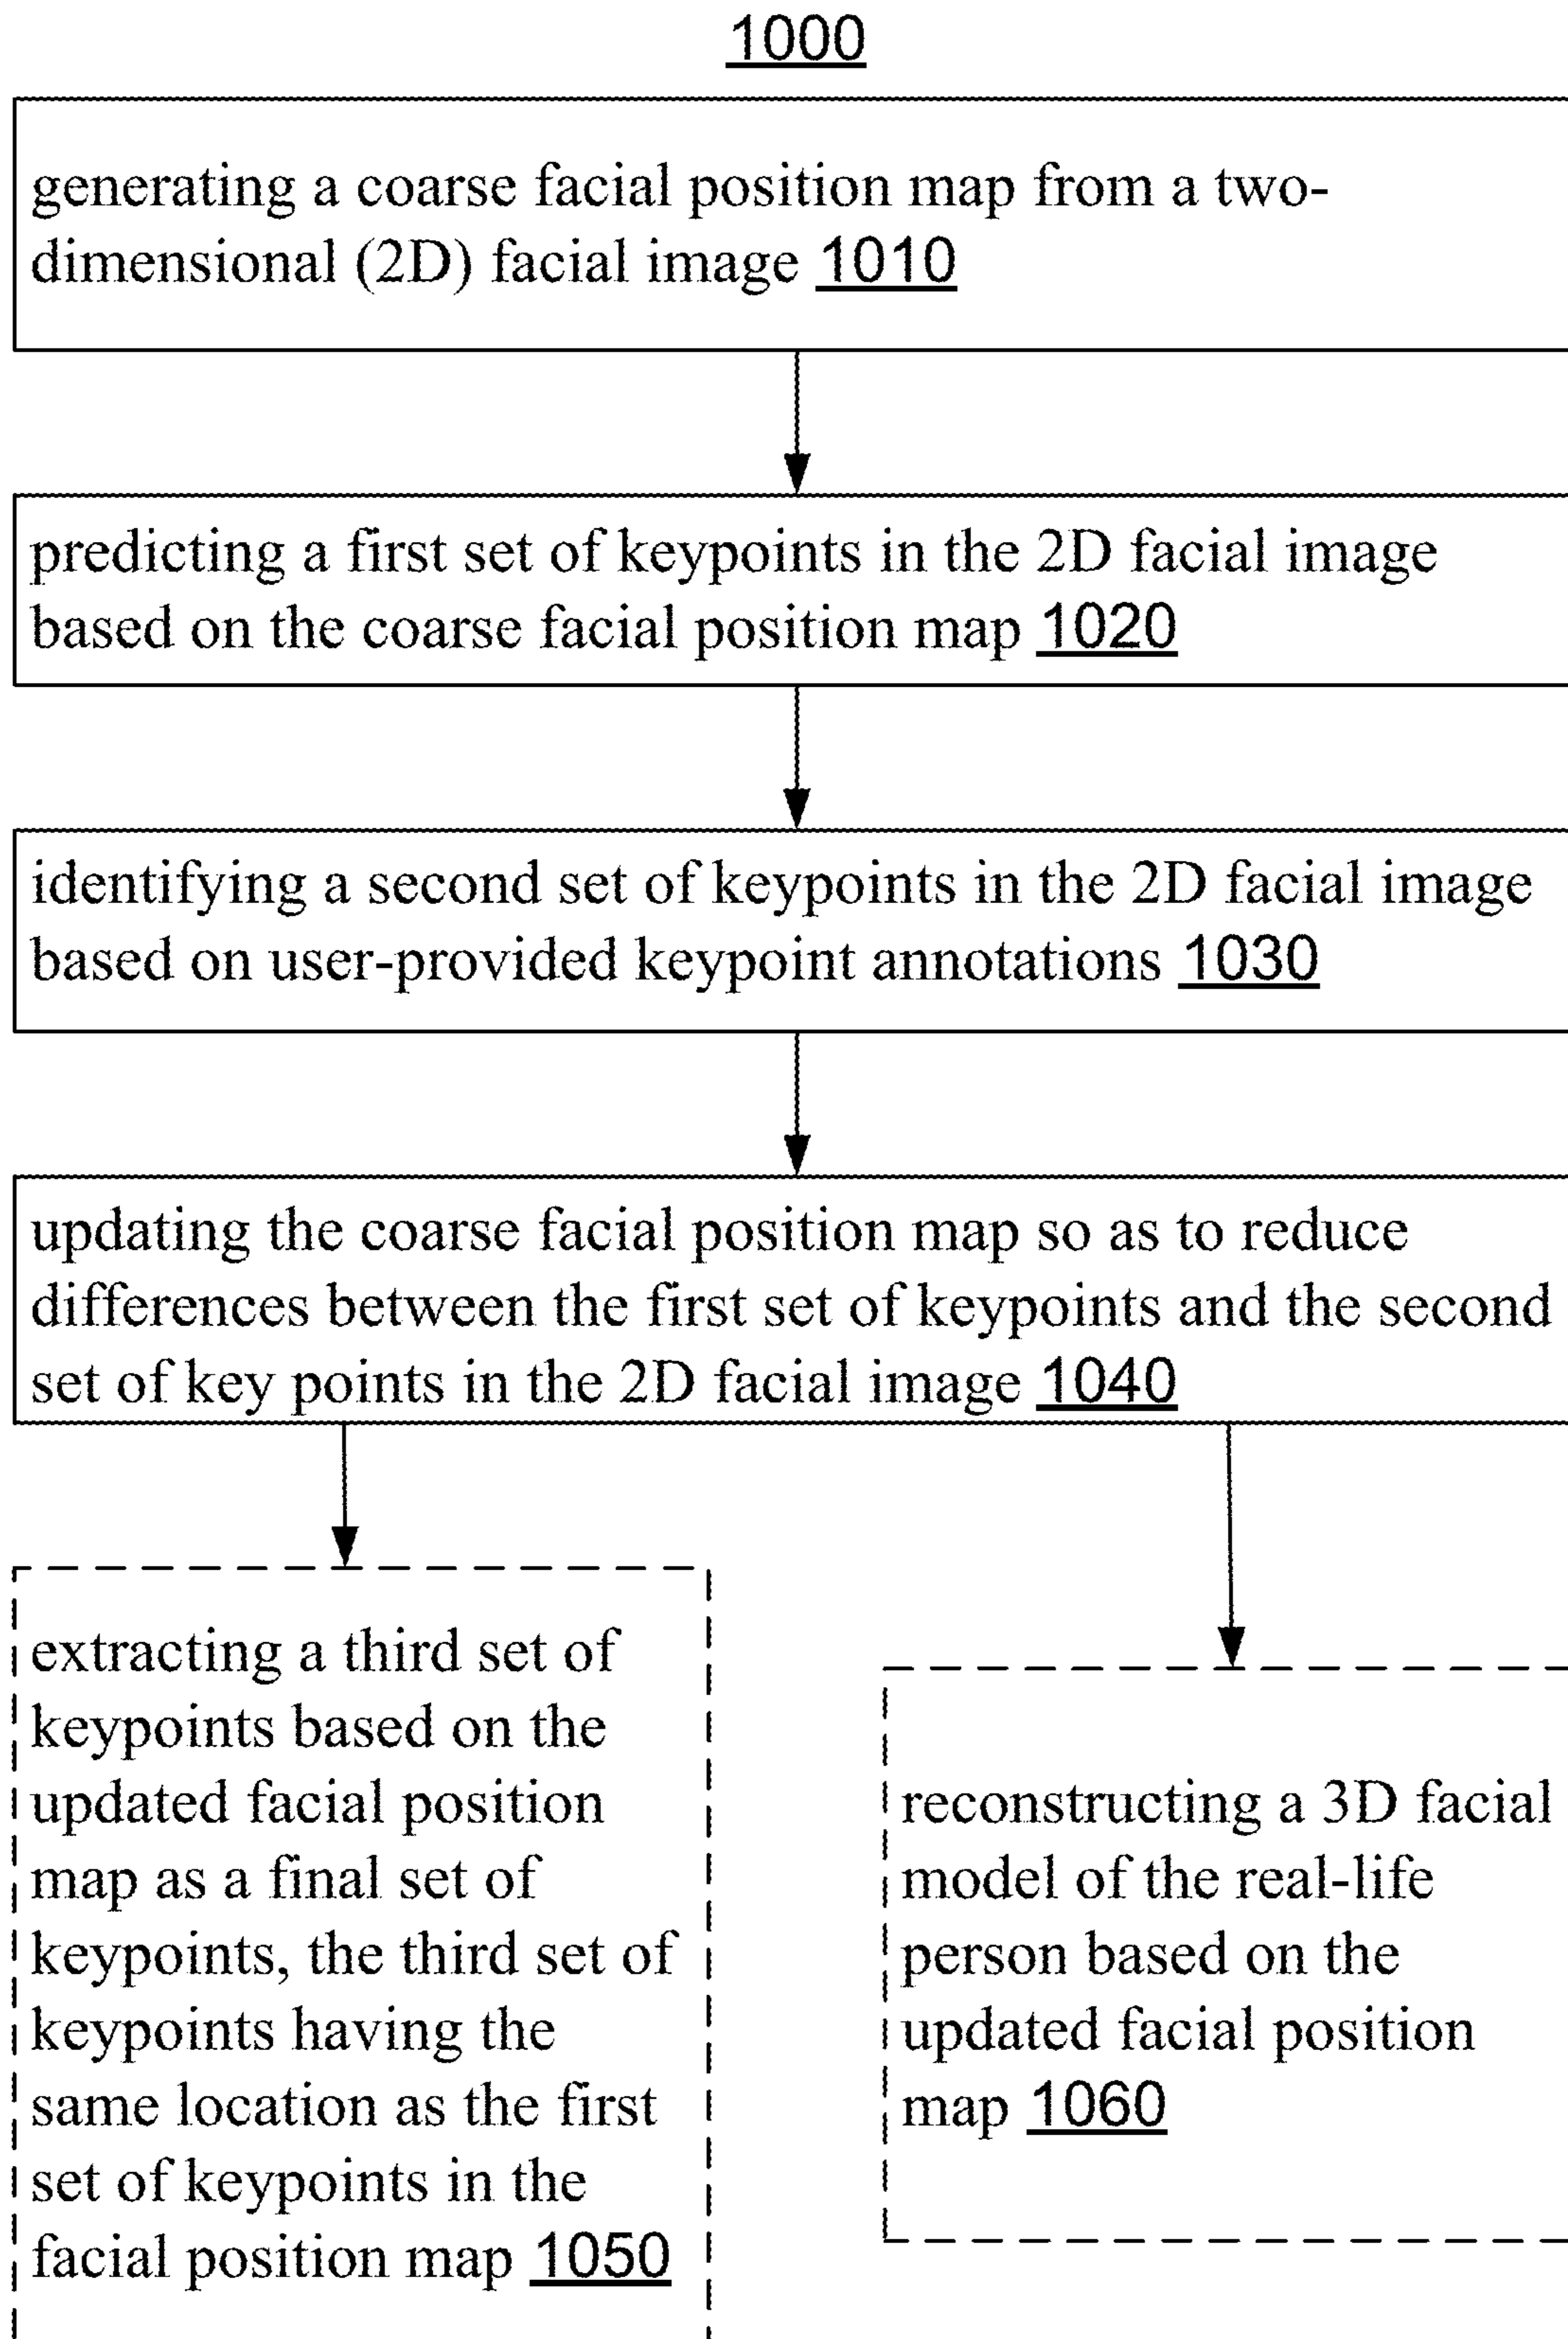 1000
generating a coarse facial position map from a two-
dimensional (2D) facial image 1010
predicting a first set of keypoints in the 2D facial image
based on the coarse facial position map 1020
identifying a second set of keypoints in the 2D facial image
based on user-provided keypoint annotations 1030
updating the coarse facial position map so as to reduce
differences between the first set of keypoints and the second
set of key points in the 2D facial image 1040
extracting a third set of
keypoints based on the
updated facial position
map as a final set of
keypoints, the third set of
keypoints having the
same location as the first
set of keypoints in the
facial position map 1050
reconstructing a 3D facial
model of the real-life
person based on the
updated facial position
map 1060